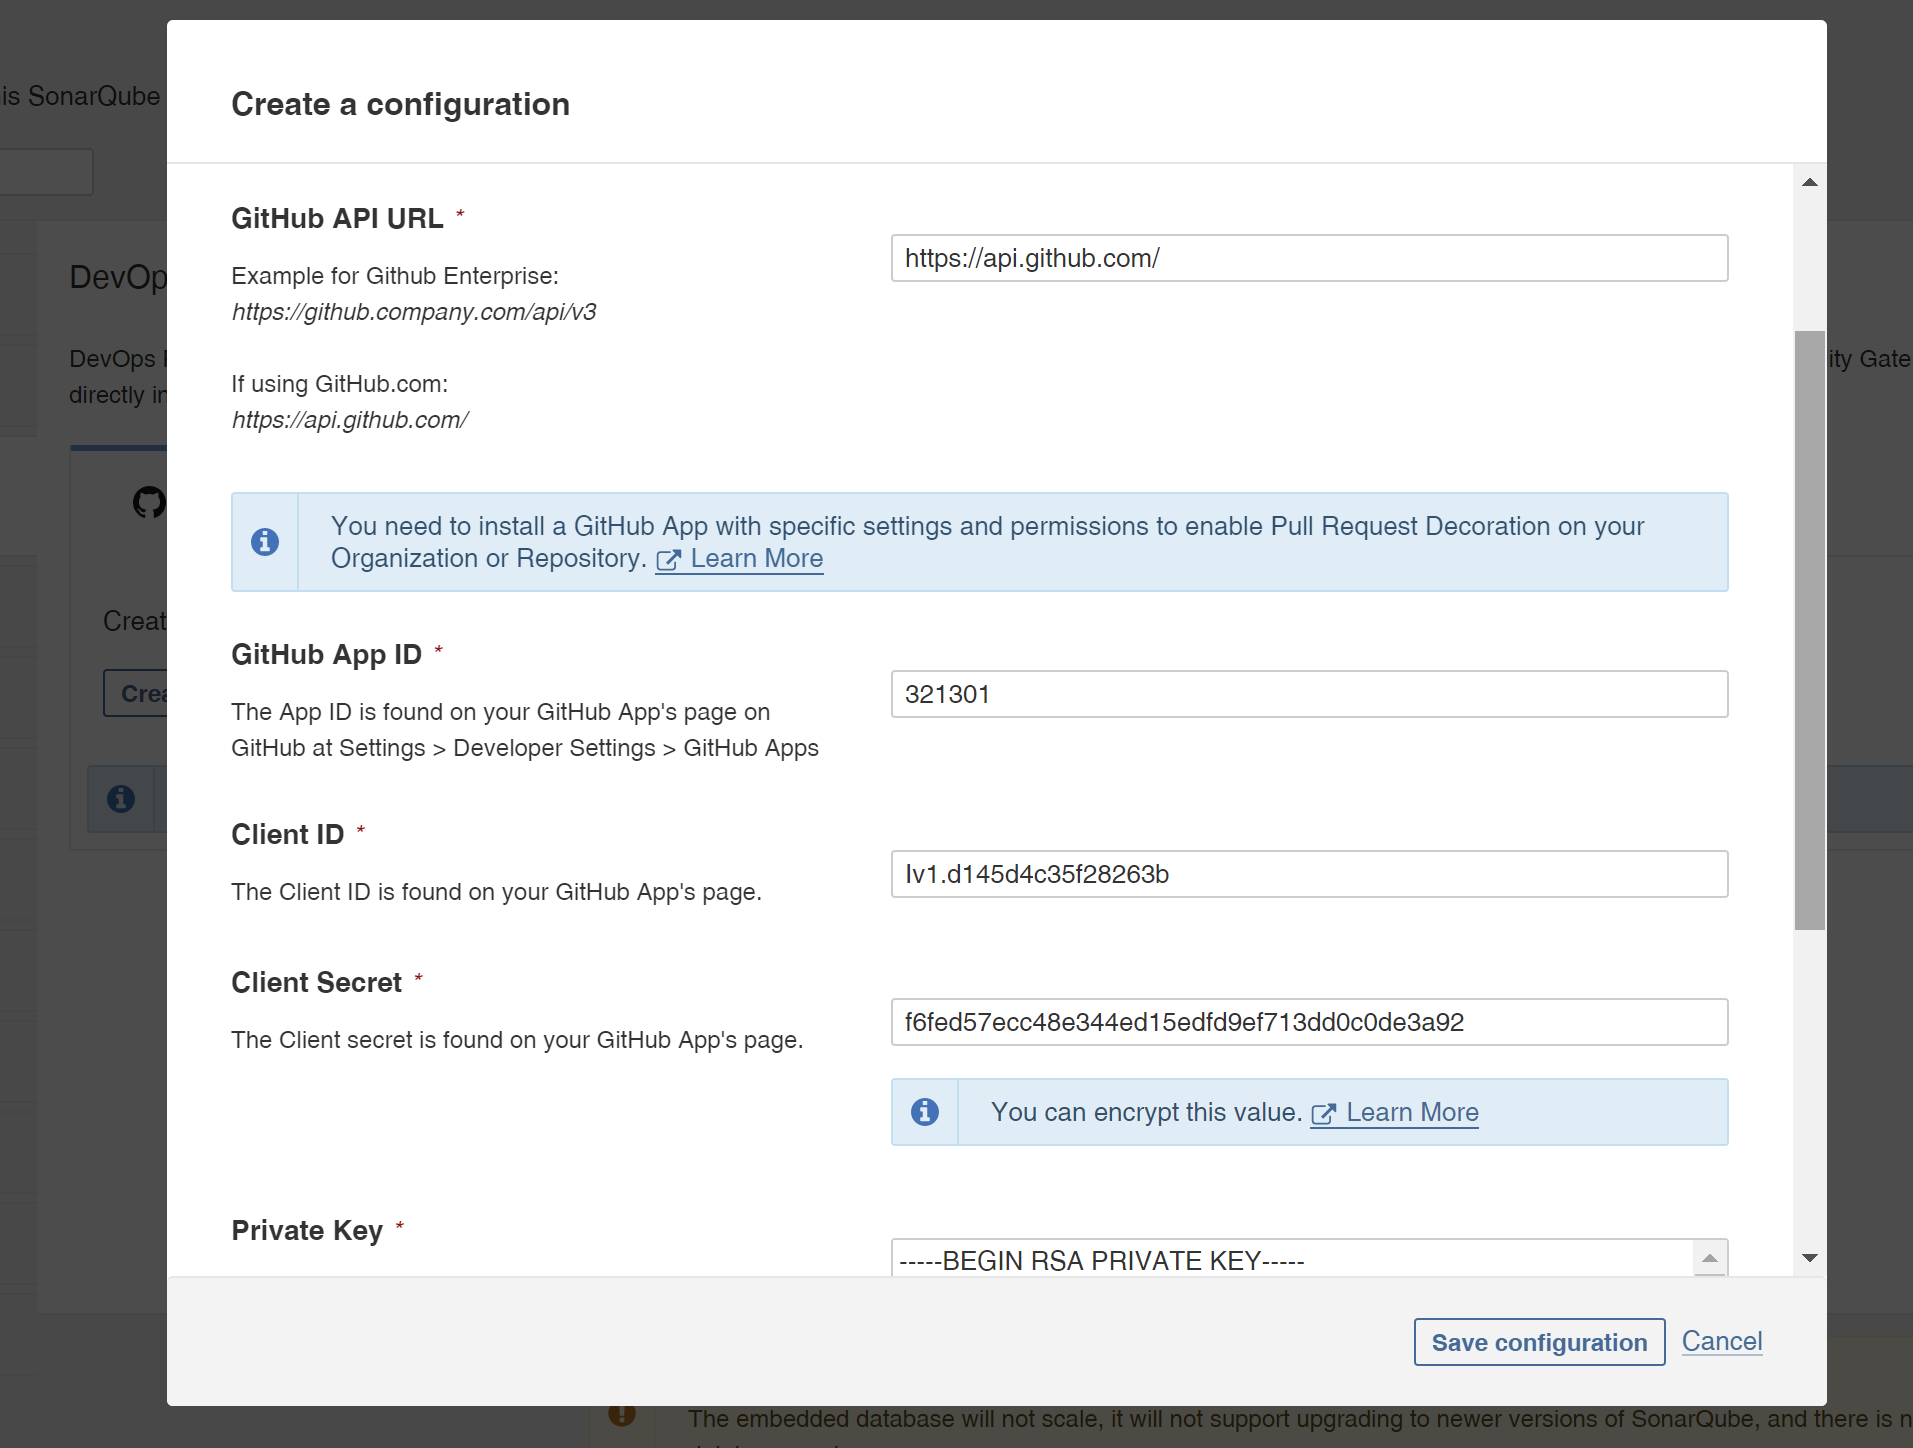 is SonarQube
Create a configuration
GitHub API URL *
https://api.github.com/
Example for Github Enterprise:
https://github.company.com/api/v3
If using GitHub.com:
https://api.github.com/
DevOp
DevOps
ity Gate
directly in
You need to install a GitHub App with specific settings and permissions to enable Pull Request Decoration on your
Organization or Repository. Learn More
Creat
GitHub App ID *
Crea
321301
The App ID is found on your GitHub App's page on
GitHub at Settings > Developer Settings > GitHub Apps
Client ID *
Iv1.d145d4c35f28263b
The Client ID is found on your GitHub App's page.
Client Secret *
f6fed57ecc48e344ed15edfd9ef713dd0c0de3a92
The Client secret is found on your GitHub App's page.
You can encrypt this value. Learn More
Private Key *
-----BEGIN RSA PRIVATE KEY-----
Save configuration Cancel
The embedded database will not scale, it will not support upgrading to newer versions of SonarQube, and there is n